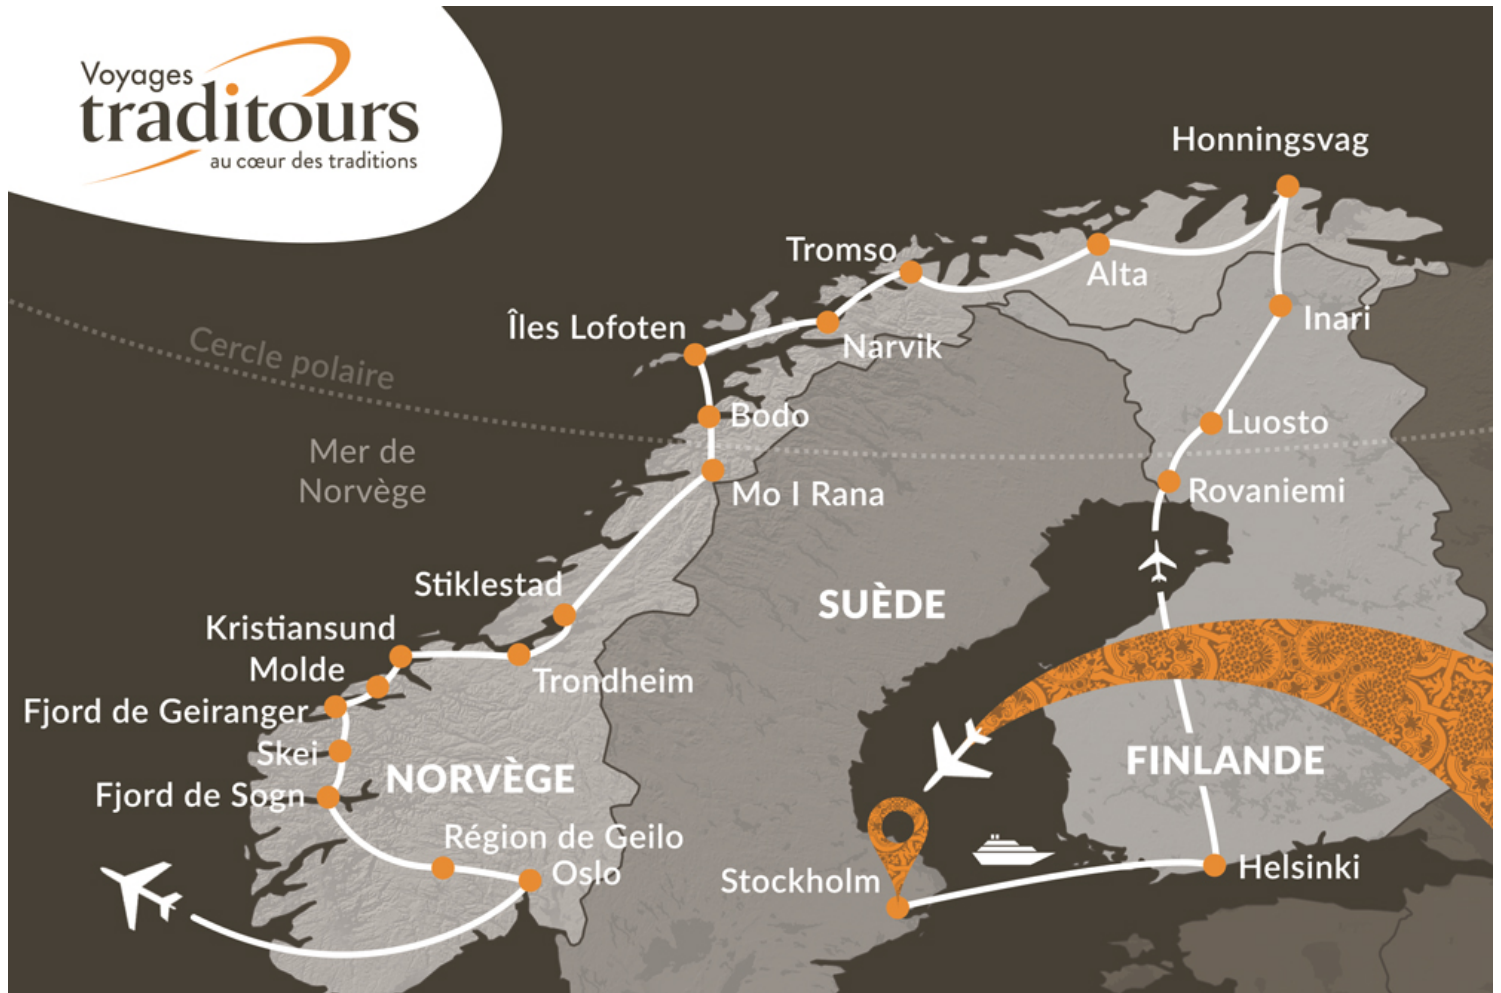 Voyages
traditours
au cœur des traditions
Honningsvag
Tromso
Alta
Îles Lofoten
Narvik
Inari
Cercle polaire
Bodo
Luosto
Mer de
Norvège
Mo I Rana
Rovaniemi
Stiklestad
SUÈDE
Kristiansund
Molde
Trondheim
Fjord de Geiranger
Skei
NORVÈGE
FINLANDE
Fjord de Sogn
Région de Geilo
Oslo
Stockholm
Helsinki